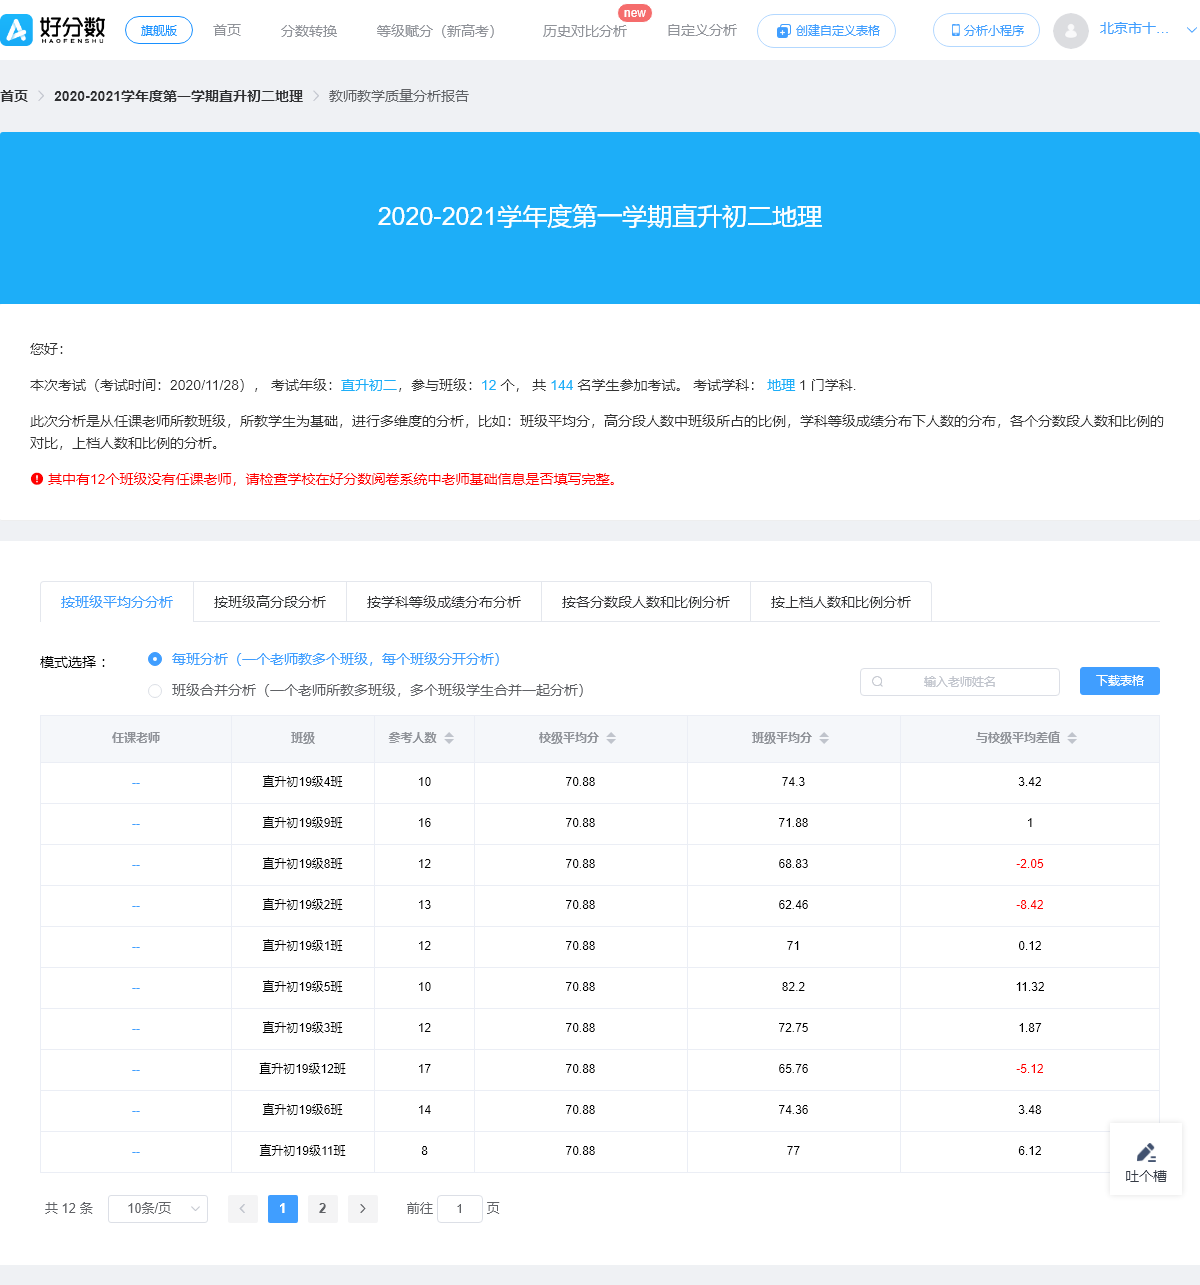 好分数
HAOFENSHU
旗舰版 首页 分数转换 等级赋分（新高考） 历史对比分析 new 自定义分析 创建自定义表格 分析小程序 北京市十...
首页 > 2020-2021学年度第一学期直升初二地理 > 教师教学质量分析报告
2020-2021学年度第一学期直升初二地理
您好：
本次考试（考试时间：2020/11/28）， 考试年级：直升初二，参与班级：12 个， 共 144 名学生参加考试。 考试学科： 地理 1 门学科.
此次分析是从任课老师所教班级，所教学生为基础，进行多维度的分析，比如：班级平均分，高分段人数中班级所占的比例，学科等级成绩分布下人数的分布，各个分数段人数和比例的
对比，上档人数和比例的分析。
其中有12个班级没有任课老师，请检查学校在好分数阅卷系统中老师基础信息是否填写完整。
按班级平均分分析 按班级高分段分析 按学科等级成绩分布分析 按各分数段人数和比例分析 按上档人数和比例分析
模式选择： 每班分析（一个老师教多个班级，每个班级分开分析）
班级合并分析（一个老师所教多班级，多个班级学生合并一起分析）
输入老师姓名 下载表格
任课老师 班级 参考人数 校级平均分 班级平均分 与校级平均差值
-- 直升初19级4班 10 70.88 74.3 3.42
-- 直升初19级9班 16 70.88 71.88 1
-- 直升初19级8班 12 70.88 68.83 -2.05
-- 直升初19级2班 13 70.88 62.46 -8.42
-- 直升初19级1班 12 70.88 71 0.12
-- 直升初19级5班 10 70.88 82.2 11.32
-- 直升初19级3班 12 70.88 72.75 1.87
-- 直升初19级12班 17 70.88 65.76 -5.12
-- 直升初19级6班 14 70.88 74.36 3.48
-- 直升初19级11班 8 70.88 77 6.12
吐个槽
共 12 条 10条/页 < 1 2 > 前往 1 页